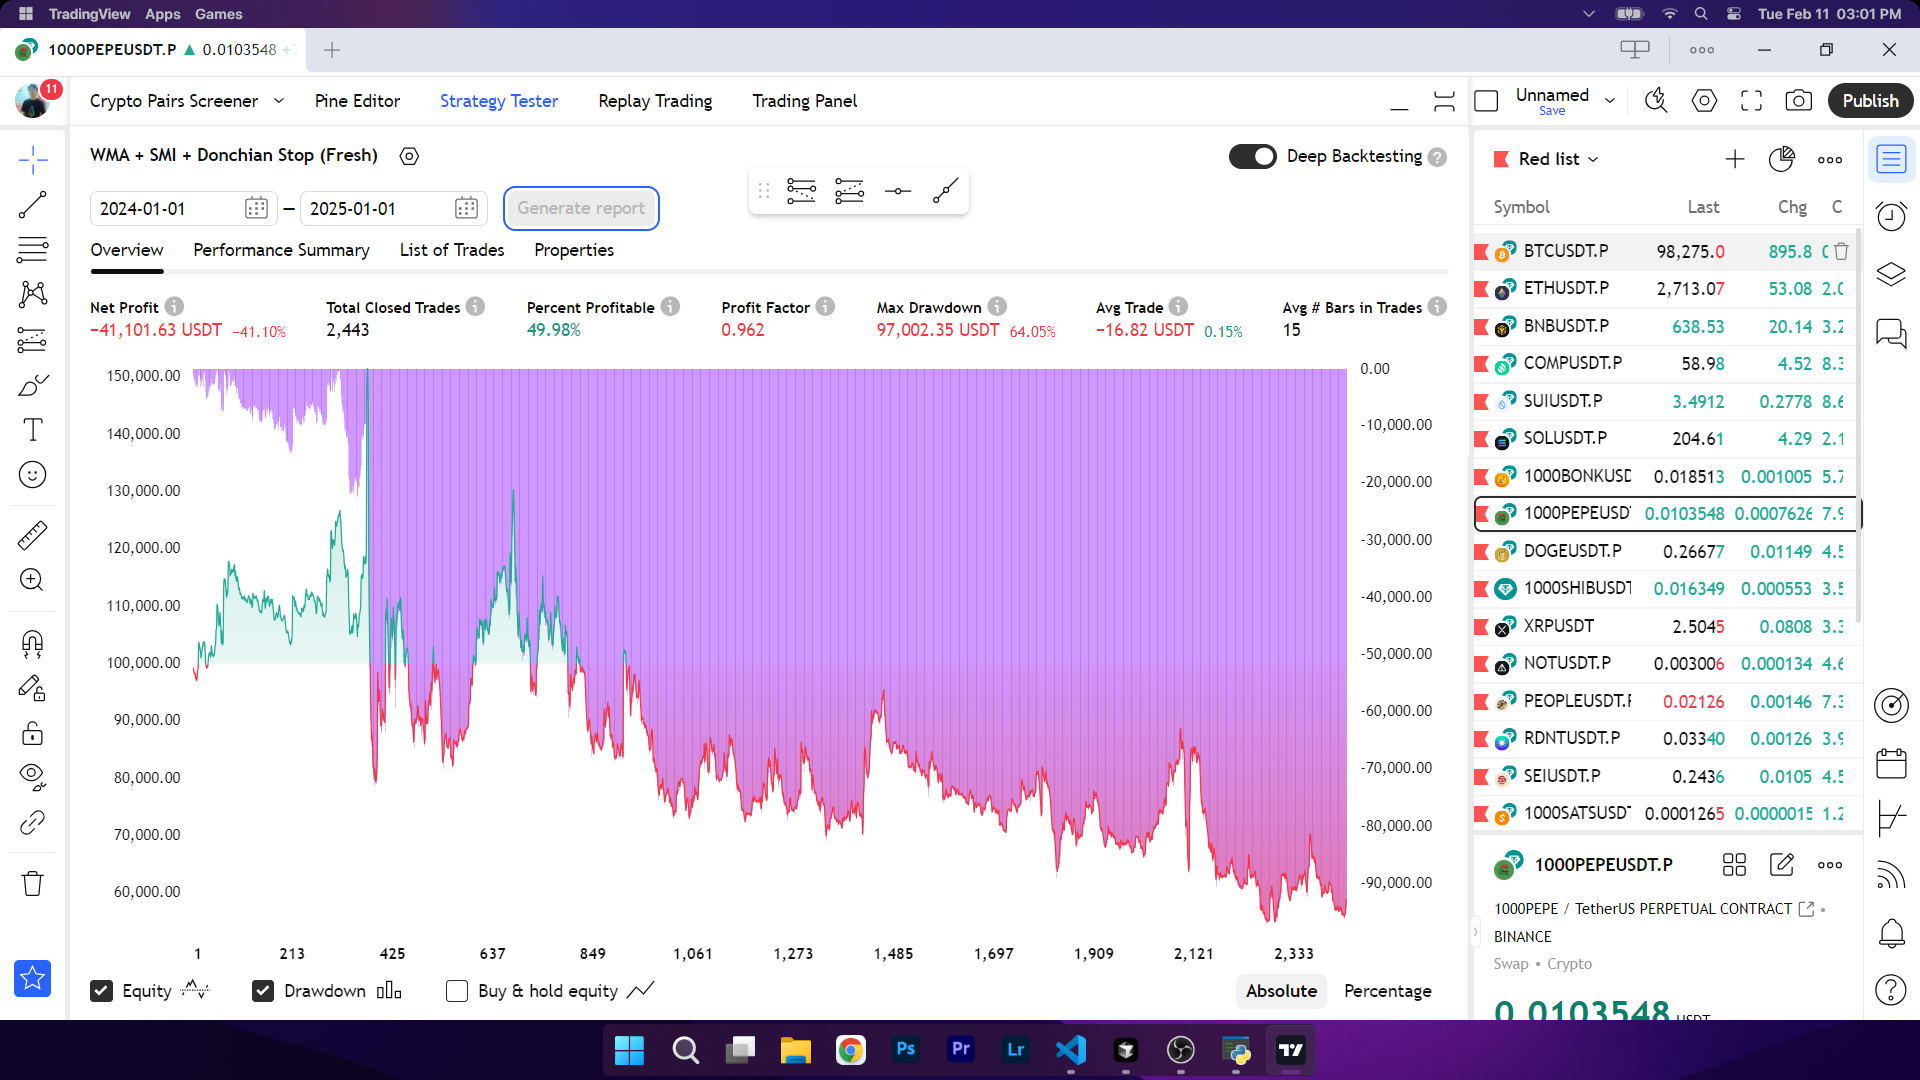 TradingView Apps Games Tue Feb 11 03:01 PM
1000PEPEUSDT.P ▲ 0.0103548
11 Crypto Pairs Screener Pine Editor Strategy Tester Replay Trading Trading Panel Unnamed Save Publish
WMA + SMI + Donchian Stop (Fresh) Deep Backtesting
2024-01-01 — 2025-01-01 Generate report
Overview Performance Summary List of Trades Properties
Net Profit Total Closed Trades Percent Profitable Profit Factor Max Drawdown Avg Trade Avg # Bars in Trades
−41,101.63 USDT −41.10% 2,443 49.98% 0.962 97,002.35 USDT 64.05% −16.82 USDT 0.15% 15
150,000.00
140,000.00
130,000.00
120,000.00
110,000.00
100,000.00
90,000.00
80,000.00
70,000.00
60,000.00
0.00
-10,000.00
-20,000.00
-30,000.00
-40,000.00
-50,000.00
-60,000.00
-70,000.00
-80,000.00
-90,000.00
1 213 425 637 849 1,061 1,273 1,485 1,697 1,909 2,121 2,333
Equity Drawdown Buy & hold equity Absolute Percentage
Red list
Symbol Last Chg C
BTCUSDT.P 98,275.0 895.8
ETHUSDT.P 2,713.07 53.08 2.0
BNBUSDT.P 638.53 20.14 3.2
COMPUSDT.P 58.98 4.52 8.3
SUIUSDT.P 3.4912 0.2778 8.6
SOLUSDT.P 204.61 4.29 2.1
1000BONKUSD 0.018513 0.001005 5.7
1000PEPEUSD 0.0103548 0.0007626 7.9
DOGEUSDT.P 0.26677 0.01149 4.5
1000SHIBUSDT 0.016349 0.000553 3.5
XRPUSDT 2.5045 0.0808 3.3
NOTUSDT.P 0.003006 0.000134 4.6
PEOPLEUSDT.P 0.02126 0.00146 7.3
RDNTUSDT.P 0.03340 0.00126 3.9
SEIUSDT.P 0.2436 0.0105 4.5
1000SATSUSDT 0.0001265 0.0000015 1.2
1000PEPEUSDT.P
1000PEPE / TetherUS PERPETUAL CONTRACT
BINANCE
Swap • Crypto
0.0103548 USDT
Ps Pr Lr